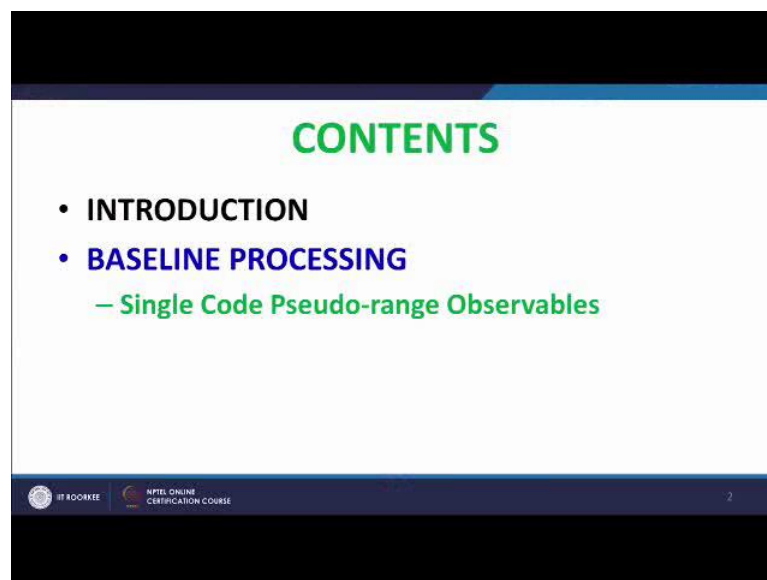 CONTENTS
• INTRODUCTION
• BASELINE PROCESSING
– Single Code Pseudo-range Observables
IIT ROORKEE
NPTEL ONLINE
CERTIFICATION COURSE
2